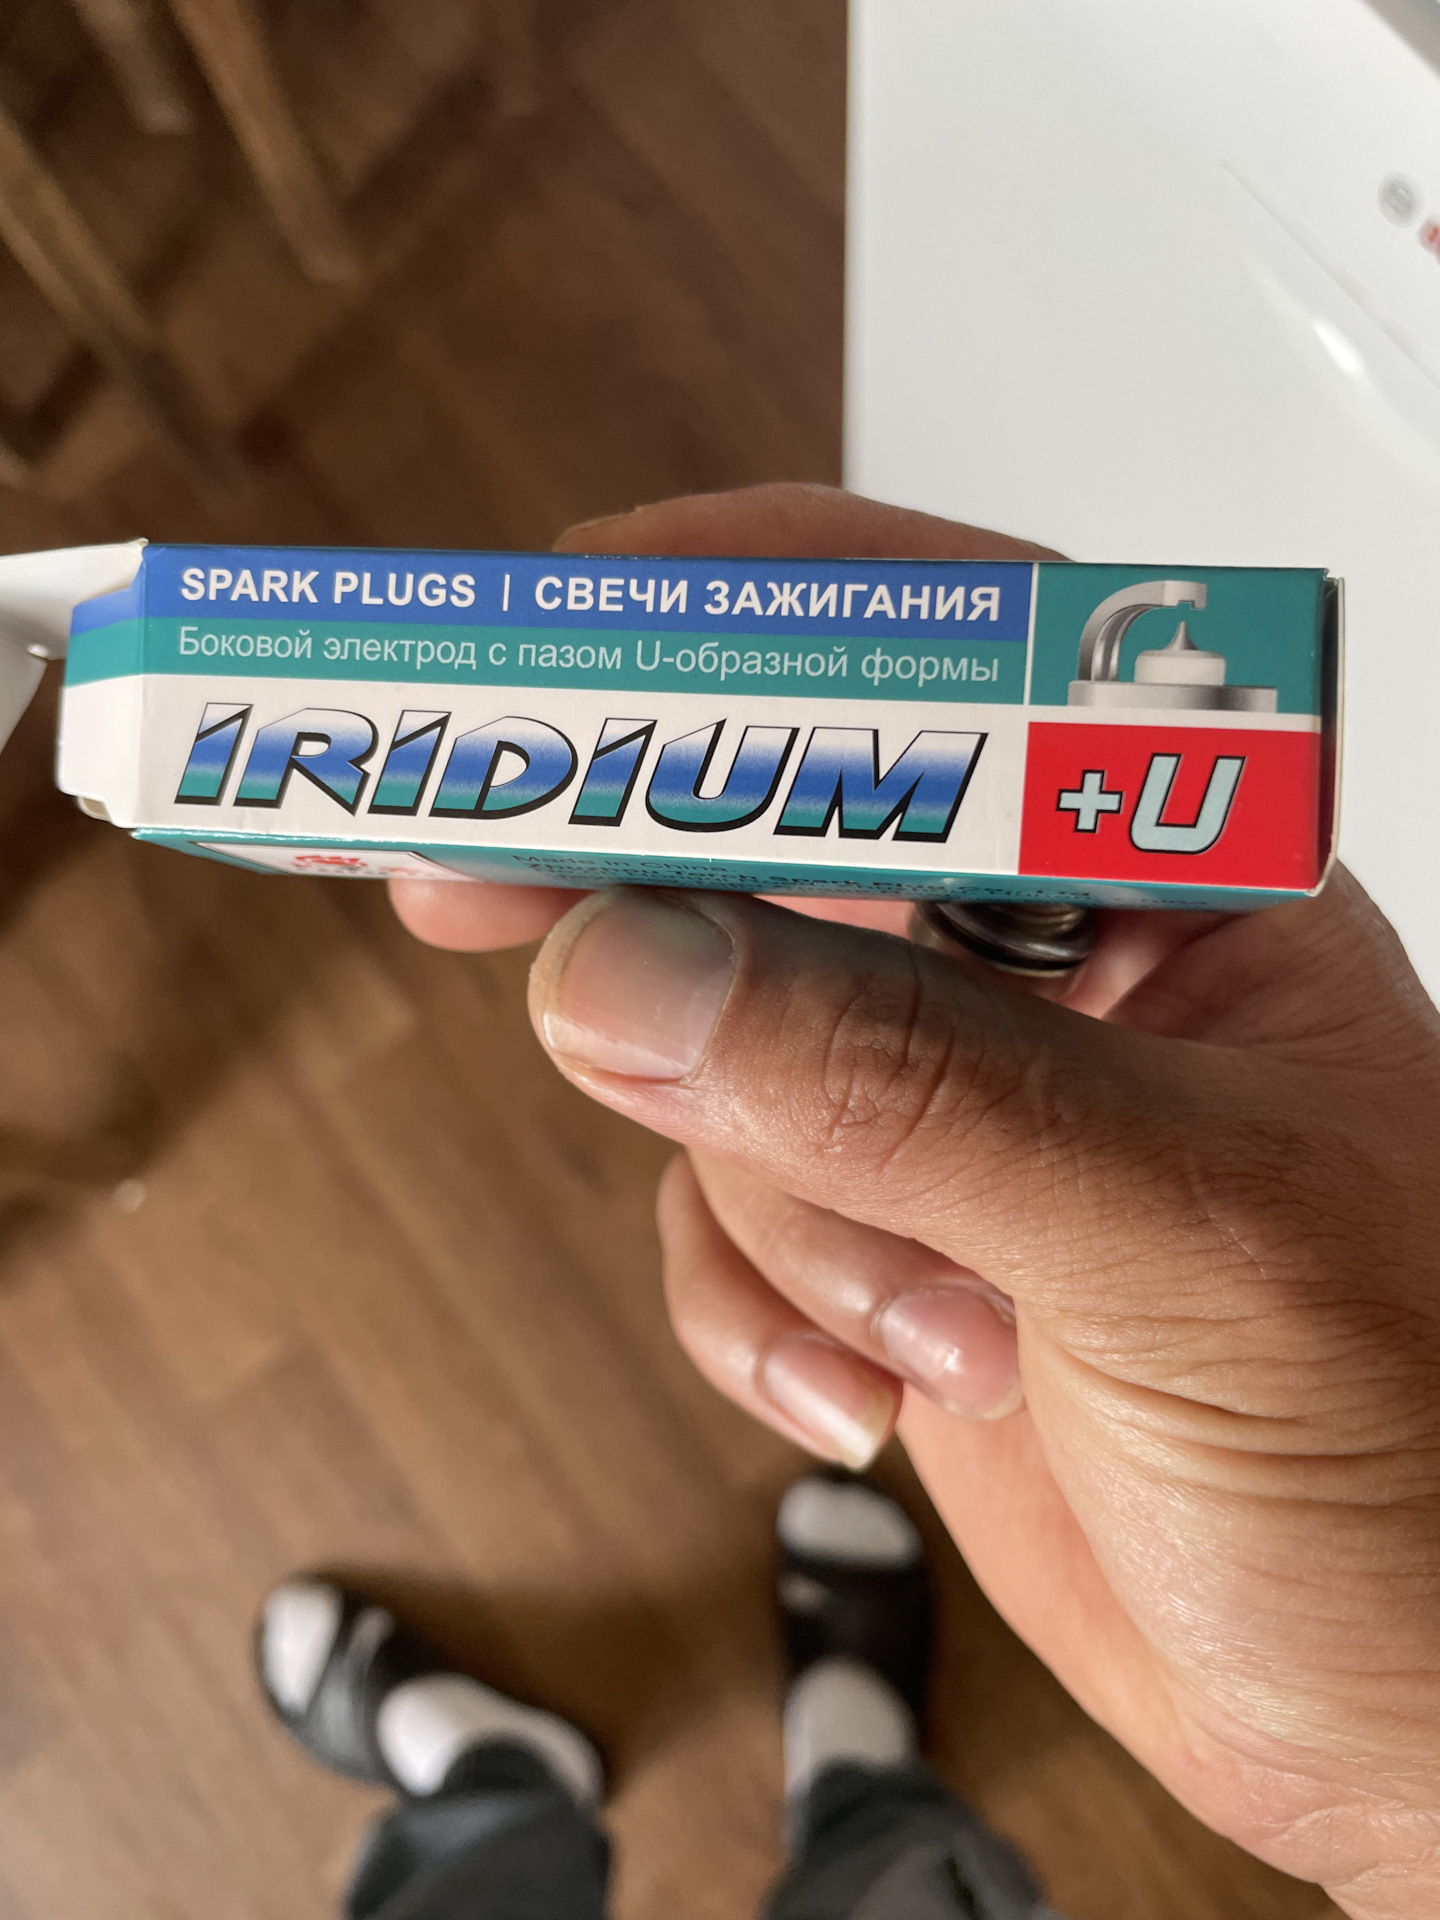 SPARK PLUGS | СВЕЧИ ЗАЖИГАНИЯ
Боковой электрод с пазом U-образной формы
IRIDIUM +U
Made in China